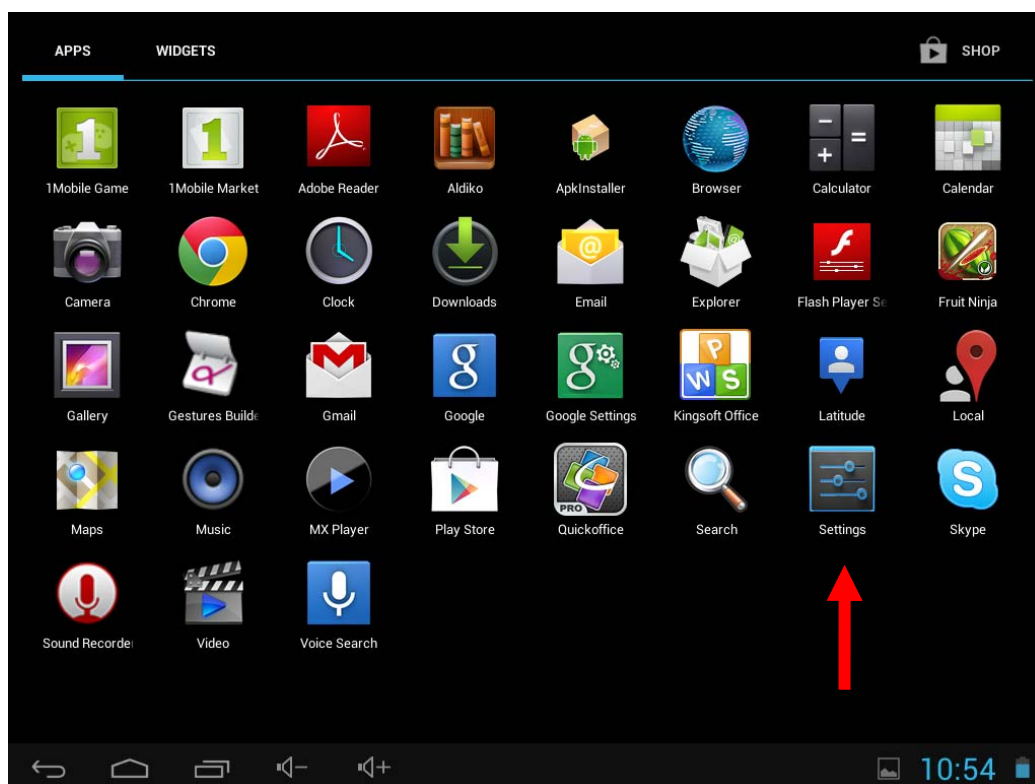 APPS WIDGETS SHOP
1Mobile Game 1Mobile Market Adobe Reader Aldiko ApkInstaller Browser Calculator Calendar
Camera Chrome Clock Downloads Email Explorer Flash Player Se Fruit Ninja
Gallery Gestures Builde Gmail Google Google Settings Kingsoft Office Latitude Local
PRO
Maps Music MX Player Play Store Quickoffice Search Settings Skype
Sound Recorder Video Voice Search
10:54